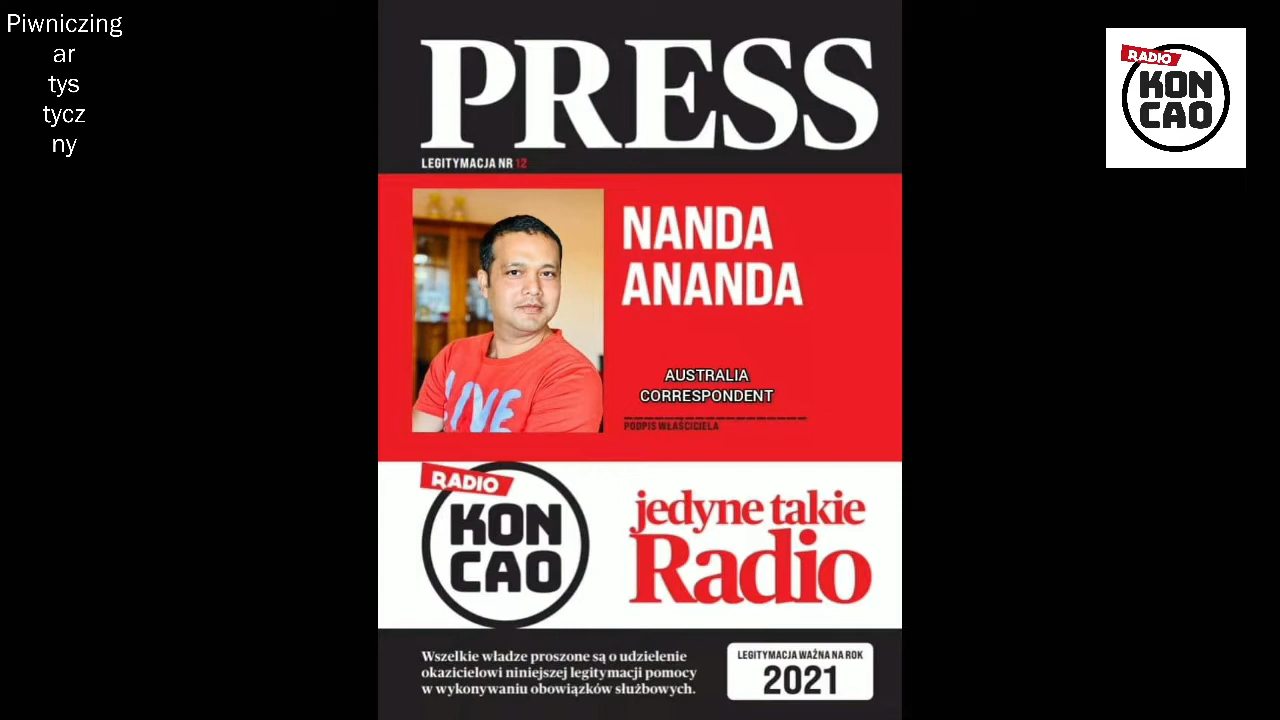 Piwniczing
ar
tys
tycz
ny
RADIO
KON
CAO
PRESS
LEGITYMACJA NR 12
NANDA
ANANDA
LIVE
AUSTRALIA
CORRESPONDENT
PODPIS WŁAŚCICIELA
RADIO
KON
CAO
jedyne takie
Radio
Wszelkie władze proszone są o udzielenie
okazicielowi niniejszej legitymacji pomocy
w wykonywaniu obowiązków służbowych.
LEGITYMACJA WAŻNA NA ROK
2021